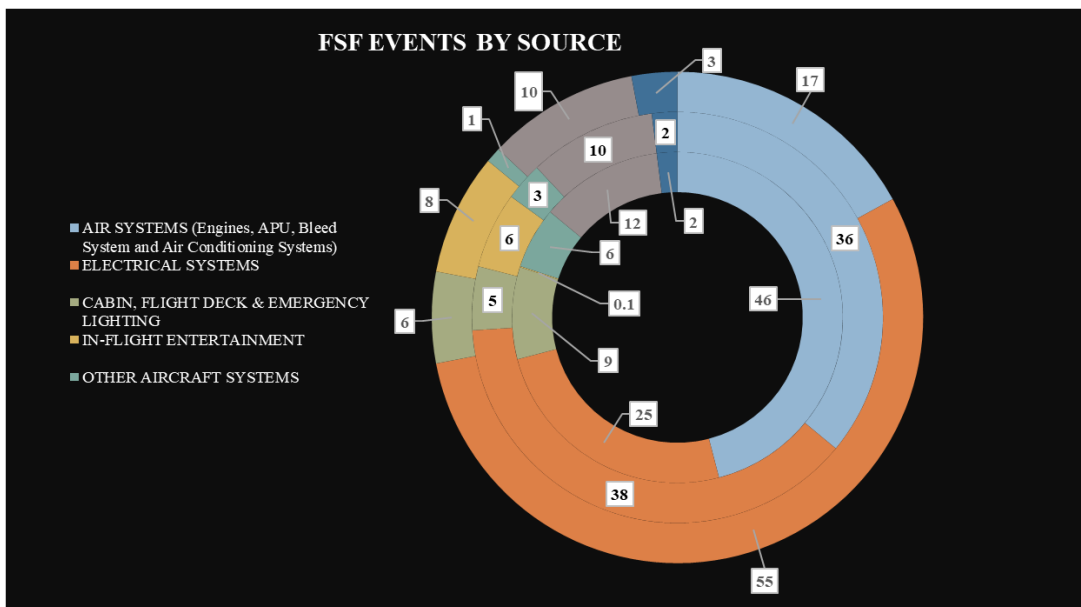 FSF EVENTS BY SOURCE
3
17
10
1
2
10
8
3
12
2
36
6
6
AIR SYSTEMS (Engines, APU, Bleed
System and Air Conditioning Systems)
ELECTRICAL SYSTEMS
CABIN, FLIGHT DECK & EMERGENCY
LIGHTING
IN-FLIGHT ENTERTAINMENT
OTHER AIRCRAFT SYSTEMS
0.1
46
5
6
9
25
38
55